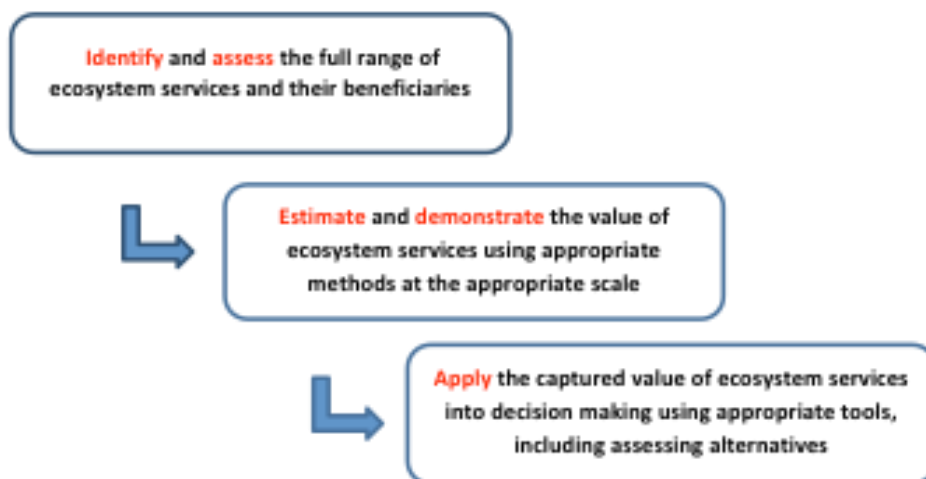 Identify and assess the full range of
ecosystem services and their beneficiaries
Estimate and demonstrate the value of
ecosystem services using appropriate
methods at the appropriate scale
Apply the captured value of ecosystem services
into decision making using appropriate tools,
including assessing alternatives